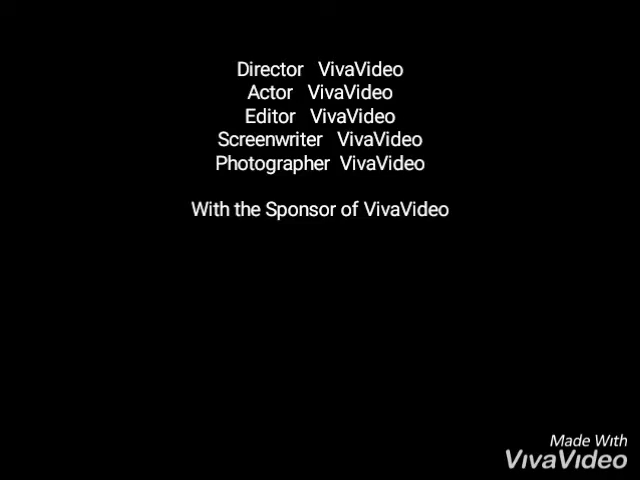 Director VivaVideo
Actor VivaVideo
Editor VivaVideo
Screenwriter VivaVideo
Photographer VivaVideo
With the Sponsor of VivaVideo
Made With
VivaVideo